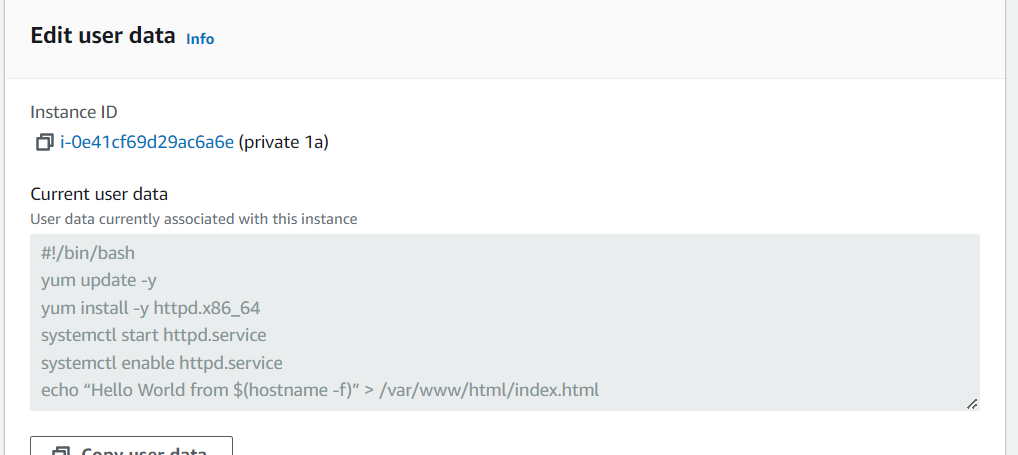 Edit user data Info
Instance ID
i-0e41cf69d29ac6a6e (private 1a)
Current user data
User data currently associated with this instance
#!/bin/bash
yum update -y
yum install -y httpd.x86_64
systemctl start httpd.service
systemctl enable httpd.service
echo “Hello World from $(hostname -f)” > /var/www/html/index.html
Copy user data